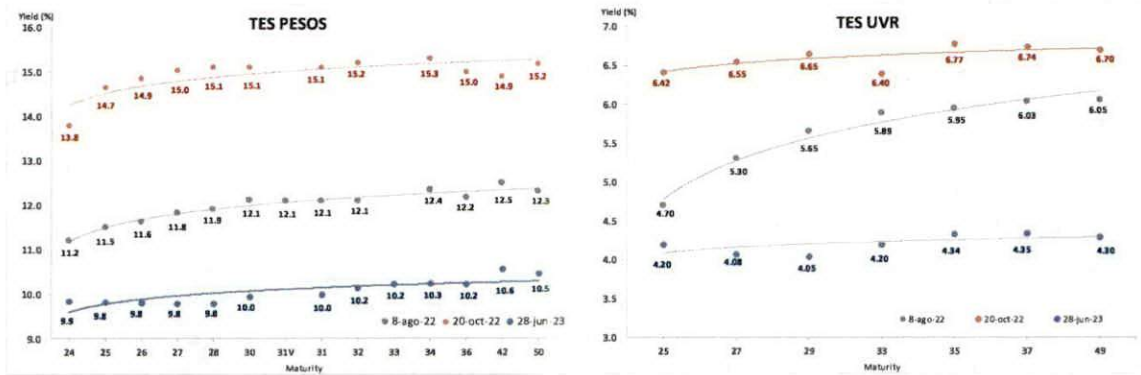 TES PESOS
Yield (%)
16.0
15.0
14.0
13.0
12.0
11.0
10.0
9.0
13.8 14.7 14.9 15.0 15.1 15.1 15.1 15.2 15.3 15.0 14.9 15.2
11.2 11.5 11.6 11.8 11.9 12.1 12.1 12.1 12.1 12.4 12.2 12.5 12.3
9.9 9.8 9.8 9.8 9.8 10.0 10.0 10.2 10.2 10.3 10.2 10.6 10.5
8-ago-22 20-oct-22 28-jun-23
24 25 26 27 28 30 31V 31 32 33 34 36 42 50
Maturity
TES UVR
Yield (%)
7.0
6.5
6.0
5.5
5.0
4.5
4.0
3.5
3.0
6.42 6.55 6.65 6.40 6.77 6.74 6.70
4.70 5.30 5.65 5.89 5.95 6.03 6.05
4.20 4.08 4.05 4.20 4.34 4.35 4.30
8-ago-22 20-oct-22 28-jun-23
25 27 29 33 35 37 49
Maturity